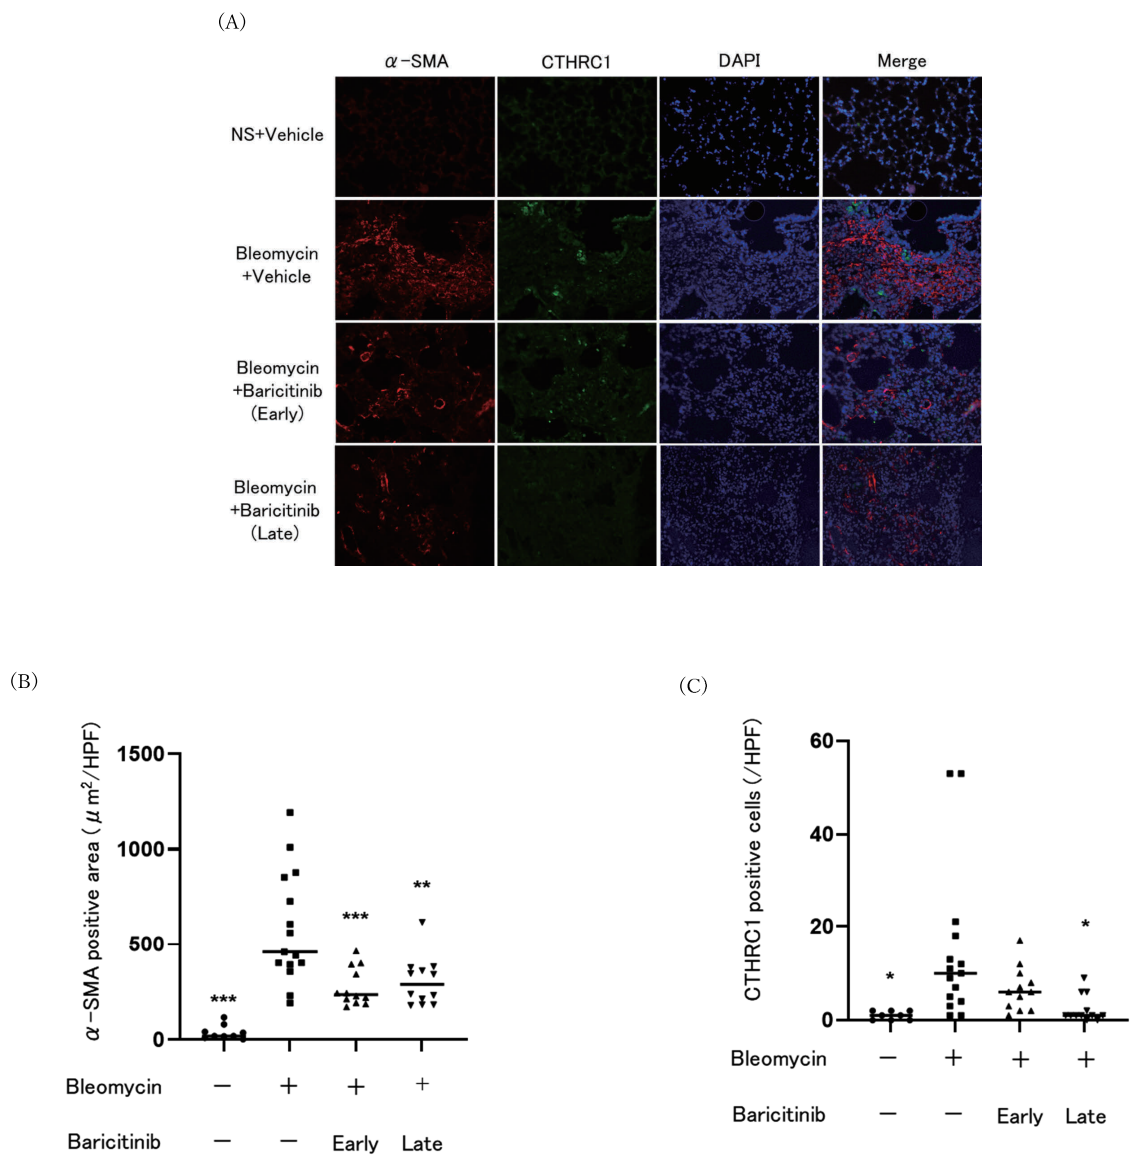 (A)
α-SMA CTHRC1 DAPI Merge
NS+Vehicle
Bleomycin
+Vehicle
Bleomycin
+Baricitinib
(Early)
Bleomycin
+Baricitinib
(Late)
(B)
α-SMA positive area (μm²/HPF)
1500
1000
500
0
***
***
**
Bleomycin − + + +
Baricitinib − − Early Late
(C)
CTHRC1 positive cells (/HPF)
60
40
20
0
*
*
Bleomycin − + + +
Baricitinib − − Early Late